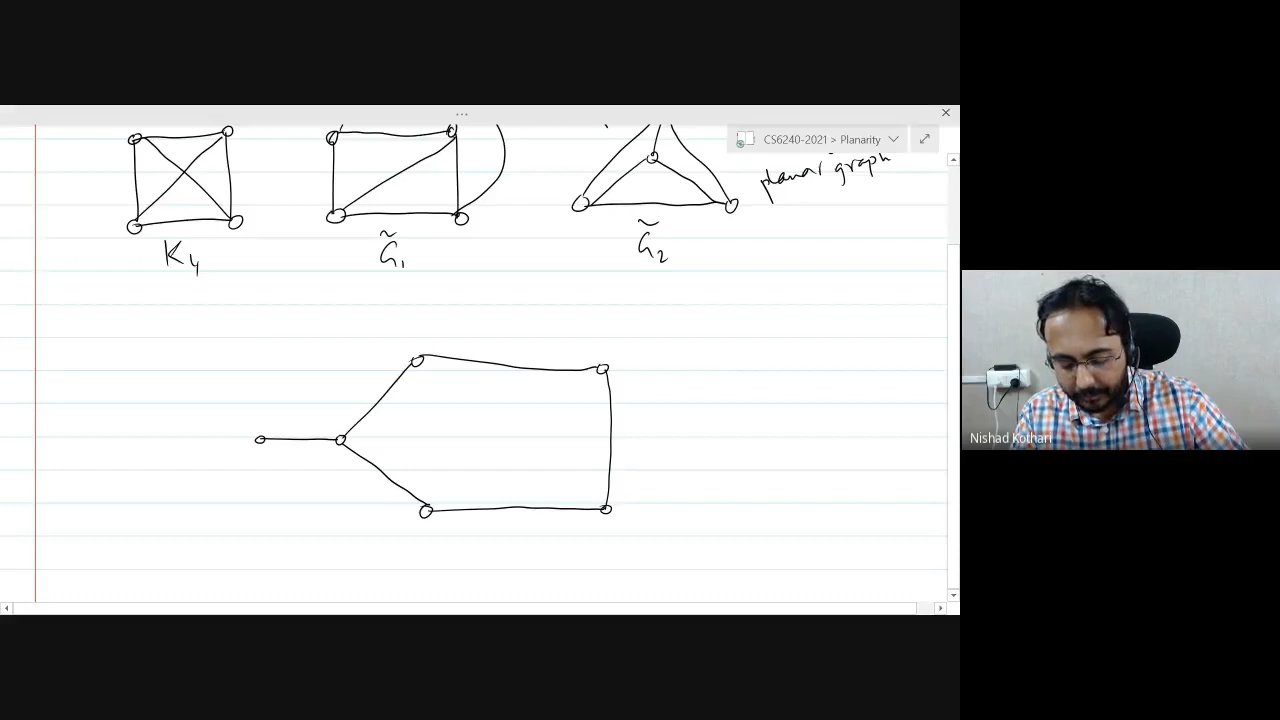 CS6240-2021 > Planarity
planar graph
K₄
G̃₁
G̃₂
Nishad Kothari